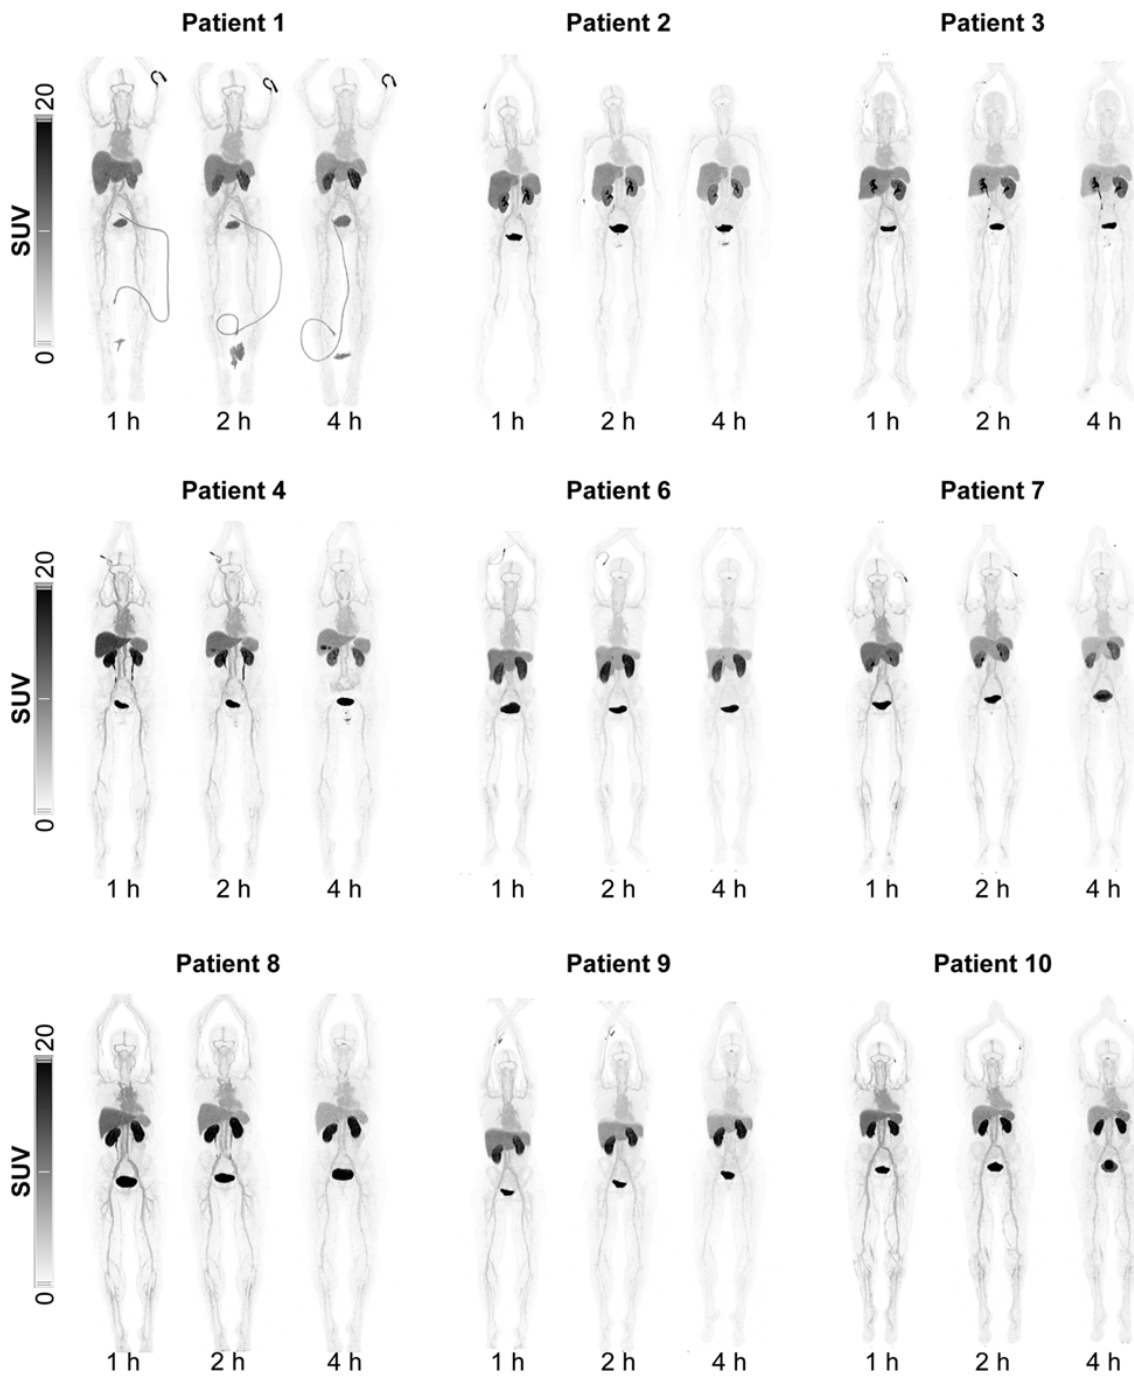 Patient 1 Patient 2 Patient 3
20
SUV
0
1 h 2 h 4 h 1 h 2 h 4 h 1 h 2 h 4 h
Patient 4 Patient 6 Patient 7
20
SUV
0
1 h 2 h 4 h 1 h 2 h 4 h 1 h 2 h 4 h
Patient 8 Patient 9 Patient 10
20
SUV
0
1 h 2 h 4 h 1 h 2 h 4 h 1 h 2 h 4 h